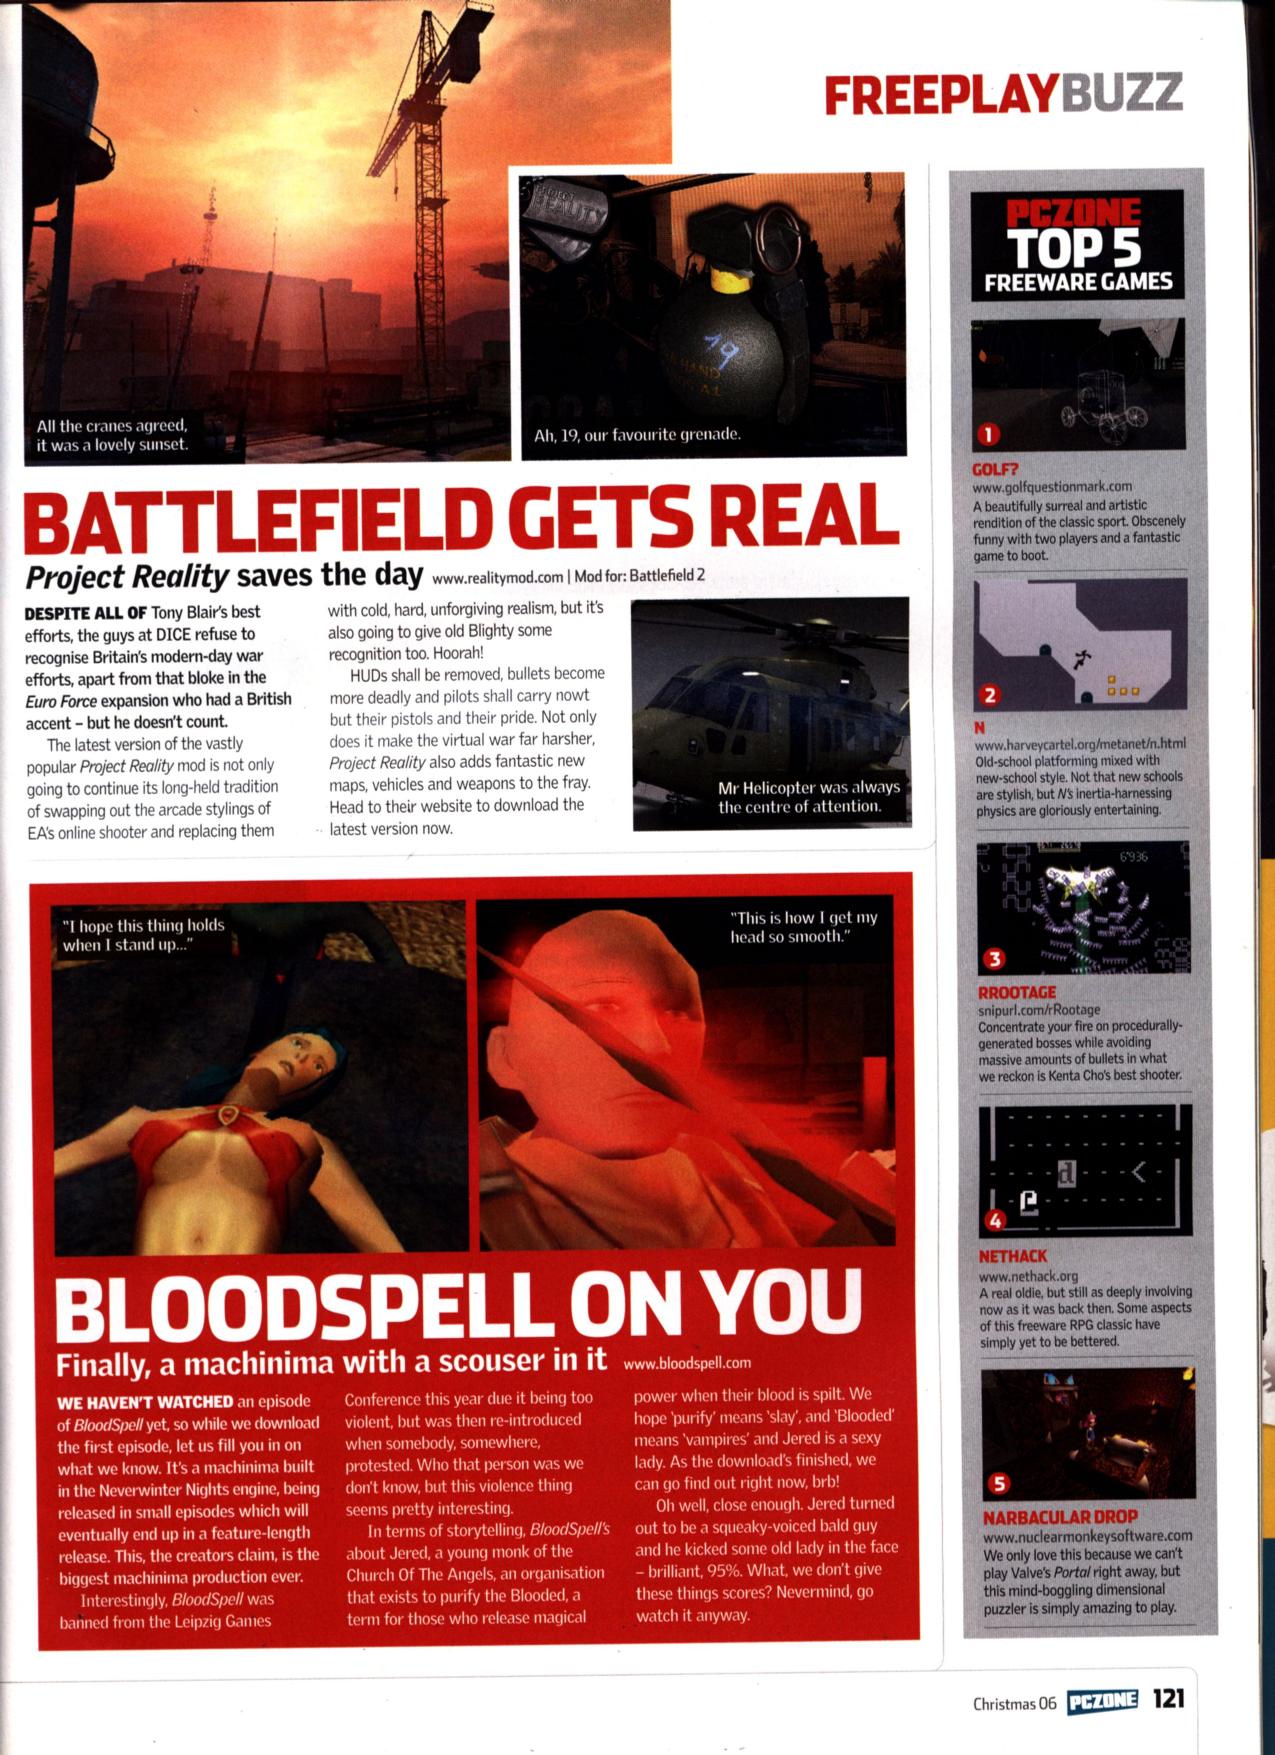 FREEPLAYBUZZ
All the cranes agreed,
it was a lovely sunset.
PROJECT
REALITY
19
HAND
Ah, 19, our favourite grenade.
BATTLEFIELD GETS REAL
Project Reality saves the day www.realitymod.com | Mod for: Battlefield 2
DESPITE ALL OF Tony Blair's best
efforts, the guys at DICE refuse to
recognise Britain's modern-day war
efforts, apart from that bloke in the
Euro Force expansion who had a British
accent – but he doesn't count.
The latest version of the vastly
popular Project Reality mod is not only
going to continue its long-held tradition
of swapping out the arcade stylings of
EA's online shooter and replacing them
with cold, hard, unforgiving realism, but it's
also going to give old Blighty some
recognition too. Hoorah!
HUDs shall be removed, bullets become
more deadly and pilots shall carry nowt
but their pistols and their pride. Not only
does it make the virtual war far harsher,
Project Reality also adds fantastic new
maps, vehicles and weapons to the fray.
Head to their website to download the
latest version now.
Mr Helicopter was always
the centre of attention.
"I hope this thing holds
when I stand up..."
"This is how I get my
head so smooth."
BLOODSPELL ON YOU
Finally, a machinima with a scouser in it www.bloodspell.com
WE HAVEN'T WATCHED an episode
of BloodSpell yet, so while we download
the first episode, let us fill you in on
what we know. It's a machinima built
in the Neverwinter Nights engine, being
released in small episodes which will
eventually end up in a feature-length
release. This, the creators claim, is the
biggest machinima production ever.
Interestingly, BloodSpell was
banned from the Leipzig Games
Conference this year due it being too
violent, but was then re-introduced
when somebody, somewhere,
protested. Who that person was we
don't know, but this violence thing
seems pretty interesting.
In terms of storytelling, BloodSpell's
about Jered, a young monk of the
Church Of The Angels, an organisation
that exists to purify the Blooded, a
term for those who release magical
power when their blood is spilt. We
hope 'purify' means 'slay', and 'Blooded'
means 'vampires' and Jered is a sexy
lady. As the download's finished, we
can go find out right now, brb!
Oh well, close enough. Jered turned
out to be a squeaky-voiced bald guy
and he kicked some old lady in the face
– brilliant, 95%. What, we don't give
these things scores? Nevermind, go
watch it anyway.
PCZONE
TOP 5
FREEWARE GAMES
1
GOLF?
www.golfquestionmark.com
A beautifully surreal and artistic
rendition of the classic sport. Obscenely
funny with two players and a fantastic
game to boot.
2
N
www.harveycartel.org/metanet/n.html
Old-school platforming mixed with
new-school style. Not that new schools
are stylish, but N's inertia-harnessing
physics are gloriously entertaining.
6936
3
RROOTAGE
snipurl.com/rRootage
Concentrate your fire on procedurally-
generated bosses while avoiding
massive amounts of bullets in what
we reckon is Kenta Cho's best shooter.
d
<
4
NETHACK
www.nethack.org
A real oldie, but still as deeply involving
now as it was back then. Some aspects
of this freeware RPG classic have
simply yet to be bettered.
5
NARBACULAR DROP
www.nuclearmonkeysoftware.com
We only love this because we can't
play Valve's Portal right away, but
this mind-boggling dimensional
puzzler is simply amazing to play.
Christmas 06 PCZONE 121